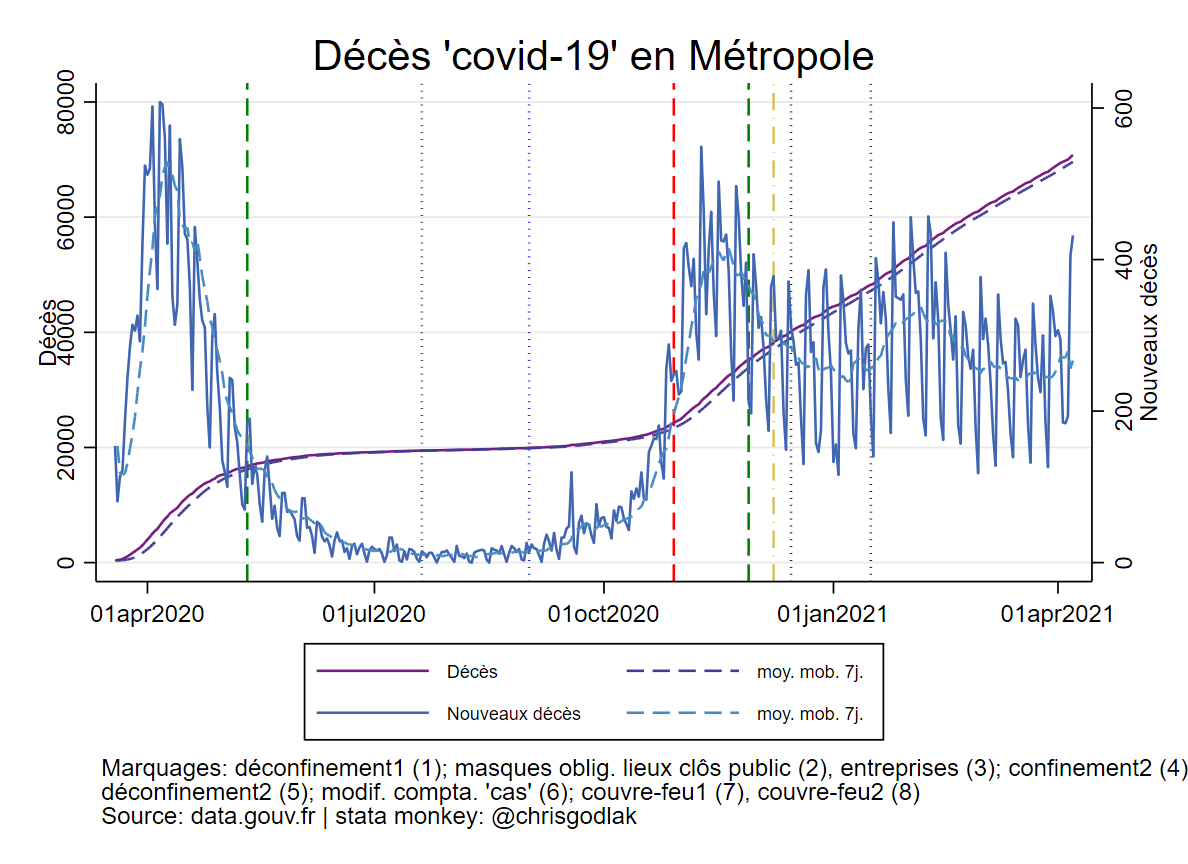 Décès 'covid-19' en Métropole
80000
60000
40000
20000
0
Décès
600
400
200
0
Nouveaux décès
01apr2020
01jul2020
01oct2020
01jan2021
01apr2021
Décès
moy. mob. 7j.
Nouveaux décès
moy. mob. 7j.
Marquages: déconfinement1 (1); masques oblig. lieux clôs public (2), entreprises (3); confinement2 (4)
déconfinement2 (5); modif. compta. 'cas' (6); couvre-feu1 (7), couvre-feu2 (8)
Source: data.gouv.fr | stata monkey: @chrisgodlak